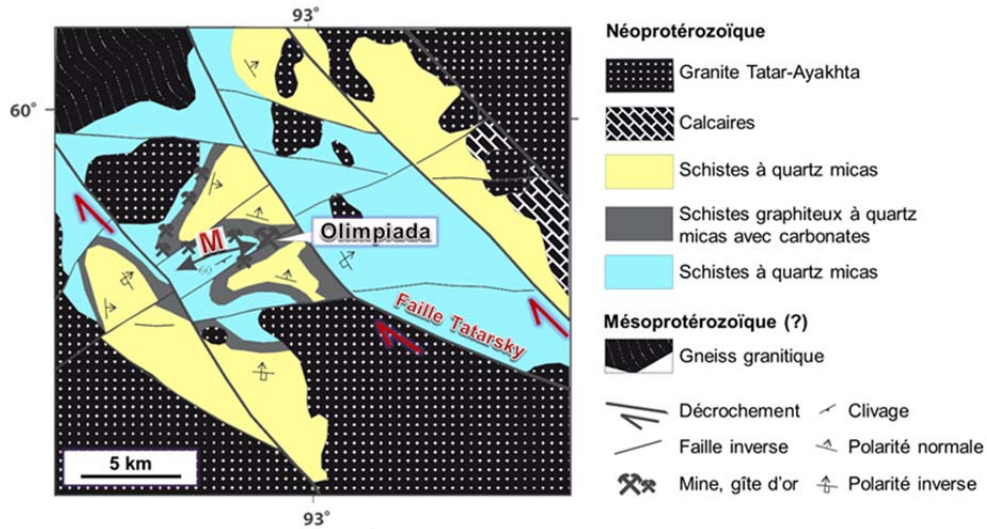 93°
60°
M
Olimpiada
60
Faille Tatarsky
5 km
93°
Néoprotérozoïque
Granite Tatar-Ayakhta
Calcaires
Schistes à quartz micas
Schistes graphiteux à quartz
micas avec carbonates
Schistes à quartz micas
Mésoprotérozoïque (?)
Gneiss granitique
Décrochement
Clivage
Faille inverse
Polarité normale
Mine, gîte d'or
Polarité inverse